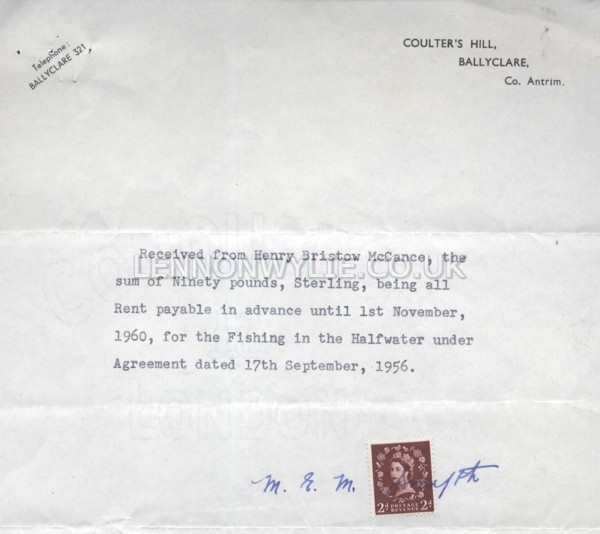 Telephone:
BALLYCLARE 321
COULTER'S HILL,
BALLYCLARE,
Co. Antrim.
Received from Henry Bristow McCance, the
LENNONWYLIE.CO.UK
sum of Ninety pounds, Sterling, being all
Rent payable in advance until 1st November,
1960, for the Fishing in the Halfwater under
Agreement dated 17th September, 1956.
LONDON
M. E. M.
2d POSTAGE REVENUE 2d